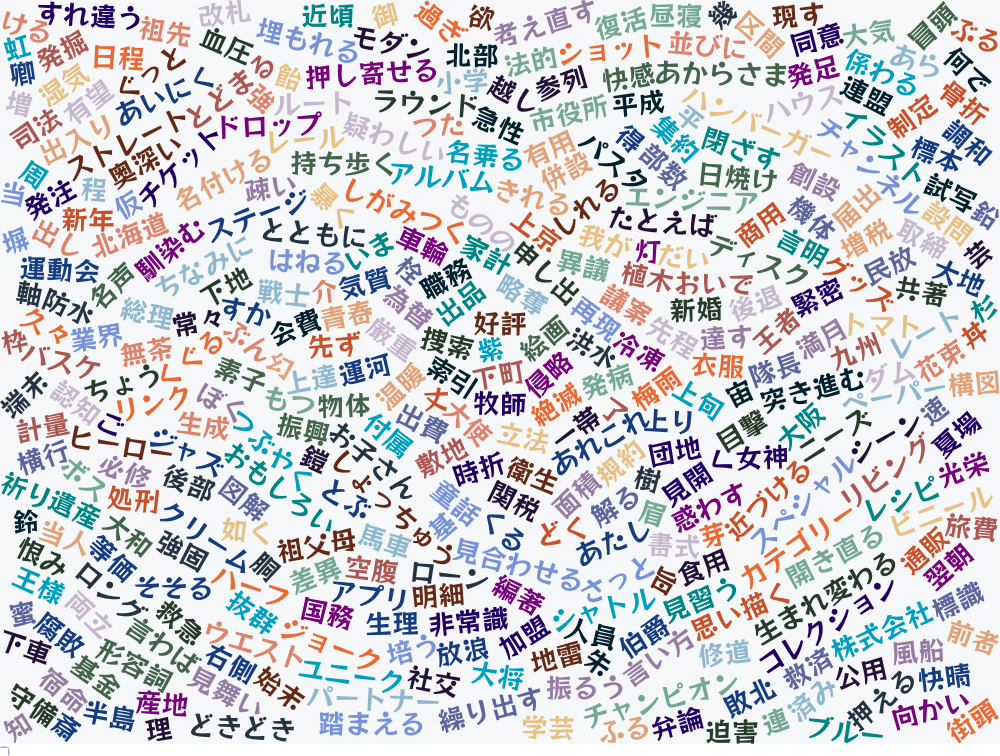 すれ違う
改札
近頃
御
過ぎ
欲
考え直す
復活
昼寝
区間
現す
冒頭
ぶる
ける
祖先
血圧
埋もれる
モダン
北部
法的
ショット
並びに
同意
大気
虹
発掘
日程
ぐっと
飴
押し寄せる
小学
越し
参列
快感
あからさま
発足
係わる
あら
何で
卿
湿気
有望
あいにく
とどまる
強
ルート
ラウンド
急性
市役所
平成
ハンバーガー
ハウス
連盟
制定
骨折
増
司法
出入り
ストレート
ドロップ
疑わしい
つた
集約
平
閉ざす
チャンネル
イラスト
標本
調和
奥深い
チケット
レール
持ち歩く
アルバム
名乗る
有用
併設
パスタ
得
部数
日焼け
創設
試写
鉛
周
当
発注
程
仮
名付ける
疎い
しがみつく
ものの
きれる
しれる
エンジニア
機体
届出
設問
新年
出し
北海道
馴染む
ステージ
とともに
いま
車輪
家計
上京
申し出
たとえば
我が
灯
だい
ディスク
商用
言明
増税
取締
塀
運動会
名声
ちなみに
はねる
気質
職務
異議
植木
おいで
グッズ
民放
大地
軸
防水
下地
戦士
介
為替
出品
略奪
再現
議案
新婚
後退
緊密
共著
杉
久々
業界
総理
常々
すか
会費
青春
厳重
捜索
好評
絵画
洪水
冷凍
先程
達す
王者
満月
トマト
レート
丼
枠
バスケ
無茶
ぐる
ぶん
幻
先ず
紫
侵略
衣服
隊長
九州
花束
端末
認知
ちょう
くく
素子
上達
運河
温暖
索引
下町
絶滅
発病
梅雨
上旬
宙
突き進む
ダム
ペーパー
構図
計量
リンク
ぼく
もつ
物体
出費
大使
牧師
一帯
あれこれ
上り
目撃
大阪
ニーズ
シーン
速
夏場
横行
ヒーロー
ご
ジャズ
生成
つぶやく
振興
お子さん
付属
敷地
立法
規約
団地
女神
ボス
必修
後部
図解
おもしろい
鎧
しょっちゅう
とぶ
時折
衛生
面積
樹
見開
く
惑わす
近づける
スペシャル
リビング
光栄
祈り
遺産
処刑
クリーム
如く
童話
関税
解る
眉
芽
カテゴリー
レシピ
ビニール
鈴
当人
大和
強国
胴
祖父母
馬車
基
くる
どく
あたし
書式
開き直る
通販
旅費
恨み
等価
そそる
差異
空腹
ローン
見合わせる
さっと
旨
食用
翌朝
王様
ロング
ハーフ
アプリ
明細
編著
シャトル
見習う
思い描く
生まれ変わる
蜜
両立
救急
抜群
国務
生理
非常識
加盟
人員
伯爵
言い方
コレクション
標識
腐敗
言わば
ウエスト
ジョーク
培う
放浪
地雷
朱
修道
株式会社
前者
下車
形容詞
右側
ユニーク
社交
大将
救済
公用
風船
宿命
基金
見舞い
始末
パートナー
振るう
チャンピオン
敗北
押える
快晴
守備
半島
産地
繰り出す
連済み
向かい
街頭
知
斎
理
どきどき
踏まえる
学芸
ふる
弁論
迫害
ブルー